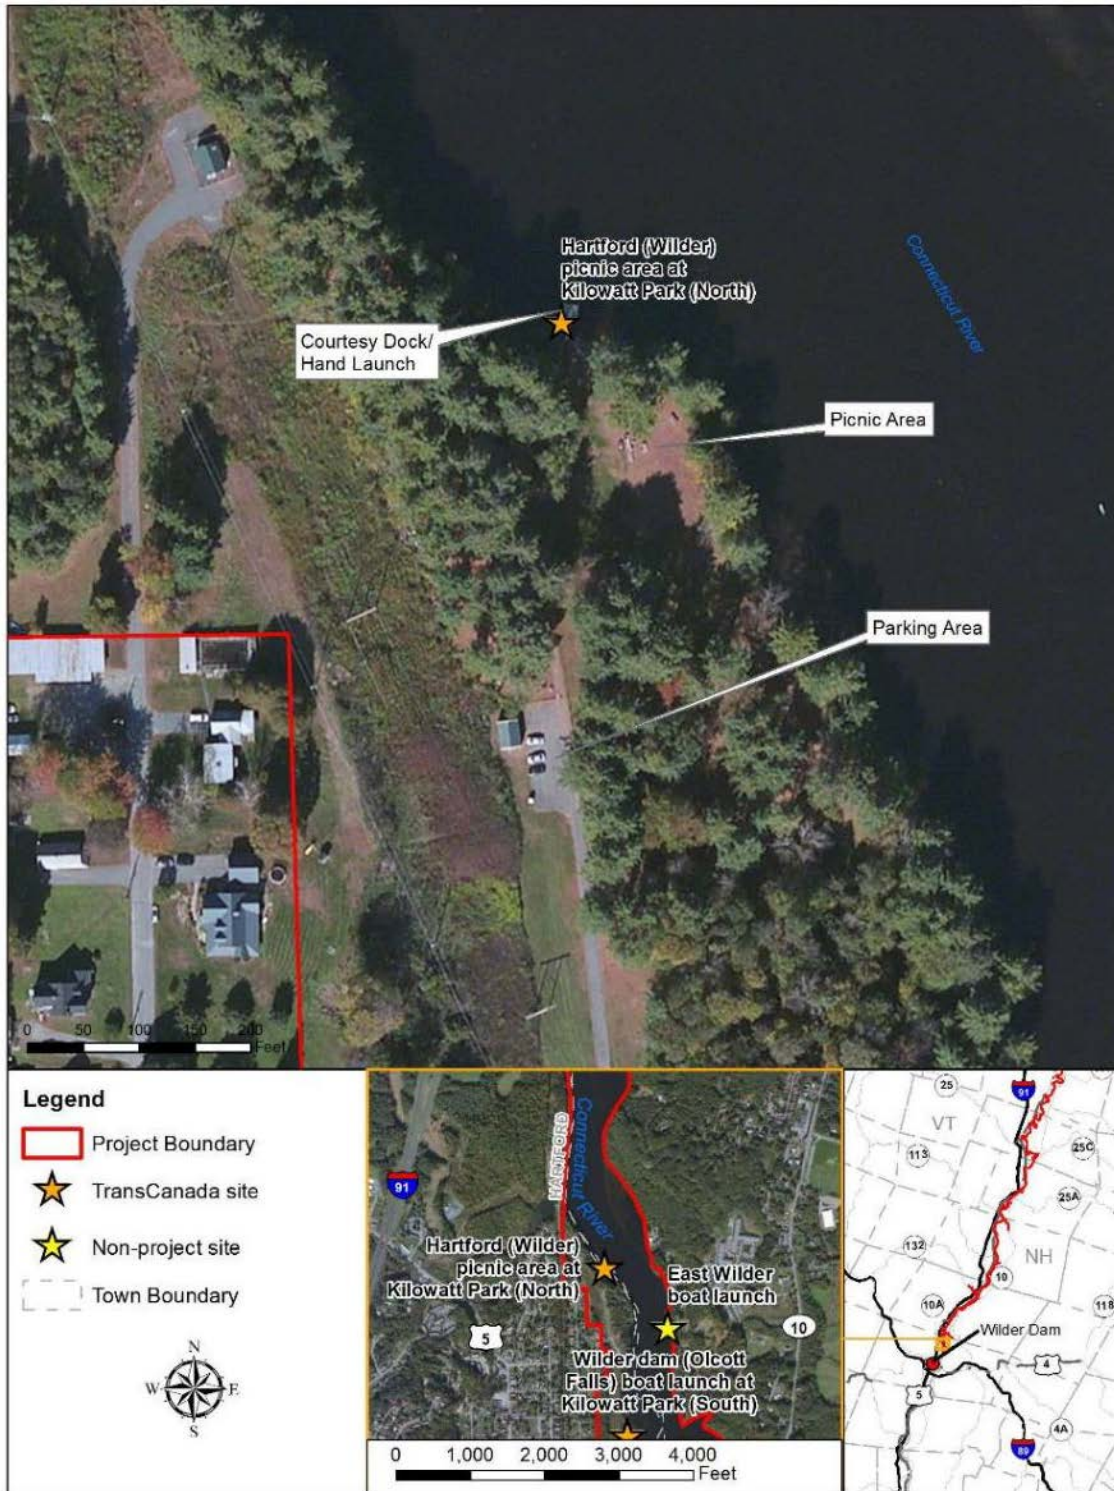 Hartford (Wilder)
picnic area at
Kilowatt Park (North)
Connecticut River
Courtesy Dock/
Hand Launch
Picnic Area
Parking Area
0 50 100 150 200
Feet
Legend
Project Boundary
TransCanada site
Non-project site
Town Boundary
N
W E
S
HARTFORD
Connecticut River
91
Hartford (Wilder)
picnic area at
Kilowatt Park (North)
East Wilder
boat launch
5
10
Wilder dam (Olcott
Falls) boat launch at
Kilowatt Park (South)
0 1,000 2,000 3,000 4,000
Feet
25
91
VT
113
25C
25A
132
NH
10
10A
118
Wilder Dam
4
5
4A
89